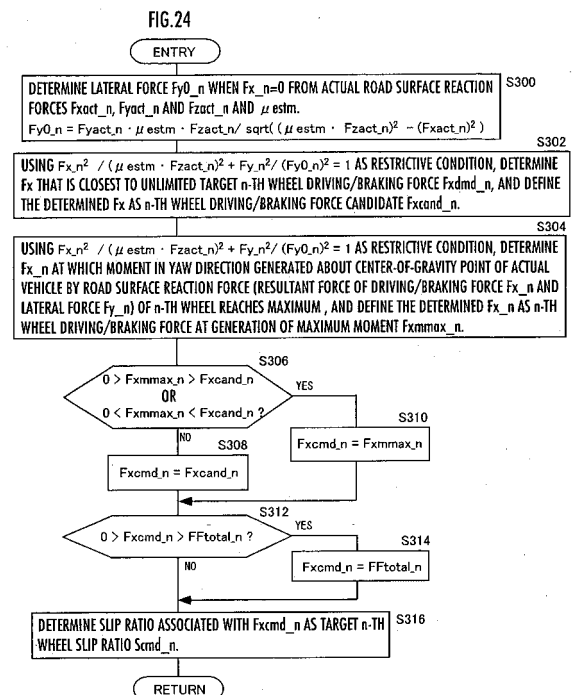 FIG.24
ENTRY
S300
DETERMINE LATERAL FORCE Fy0_n WHEN Fx_n=0 FROM ACTUAL ROAD SURFACE REACTION
FORCES Fxact_n, Fyact_n AND Fzact_n AND μestm.
Fy0_n = Fyact_n · μestm · Fzact_n/ sqrt( (μestm · Fzact_n)² − (Fxact_n)² )
S302
USING Fx_n² / (μestm · Fzact_n)² + Fy_n²/ (Fy0_n)² = 1 AS RESTRICTIVE CONDITION, DETERMINE
Fx THAT IS CLOSEST TO UNLIMITED TARGET n-TH WHEEL DRIVING/BRAKING FORCE Fxdmd_n, AND DEFINE
THE DETERMINED Fx AS n-TH WHEEL DRIVING/BRAKING FORCE CANDIDATE Fxcand_n.
S304
USING Fx_n² / (μestm · Fzact_n)² + Fy_n²/ (Fy0_n)² = 1 AS RESTRICTIVE CONDITION, DETERMINE
Fx_n AT WHICH MOMENT IN YAW DIRECTION GENERATED ABOUT CENTER-OF-GRAVITY POINT OF ACTUAL
VEHICLE BY ROAD SURFACE REACTION FORCE (RESULTANT FORCE OF DRIVING/BRAKING FORCE Fx_n AND
LATERAL FORCE Fy_n) OF n-TH WHEEL REACHES MAXIMUM , AND DEFINE THE DETERMINED Fx_n AS n-TH
WHEEL DRIVING/BRAKING FORCE AT GENERATION OF MAXIMUM MOMENT Fxmmax_n.
S306
0 > Fxmmax_n > Fxcand_n
OR
0 < Fxmmax_n < Fxcand_n ?
YES
S310
Fxcmd_n = Fxmmax_n
NO
S308
Fxcmd_n = Fxcand_n
S312
0 > Fxcmd_n > FFtotal_n ?
YES
S314
Fxcmd_n = FFtotal_n
NO
S316
DETERMINE SLIP RATIO ASSOCIATED WITH Fxcmd_n AS TARGET n-TH
WHEEL SLIP RATIO Scmd_n.
RETURN